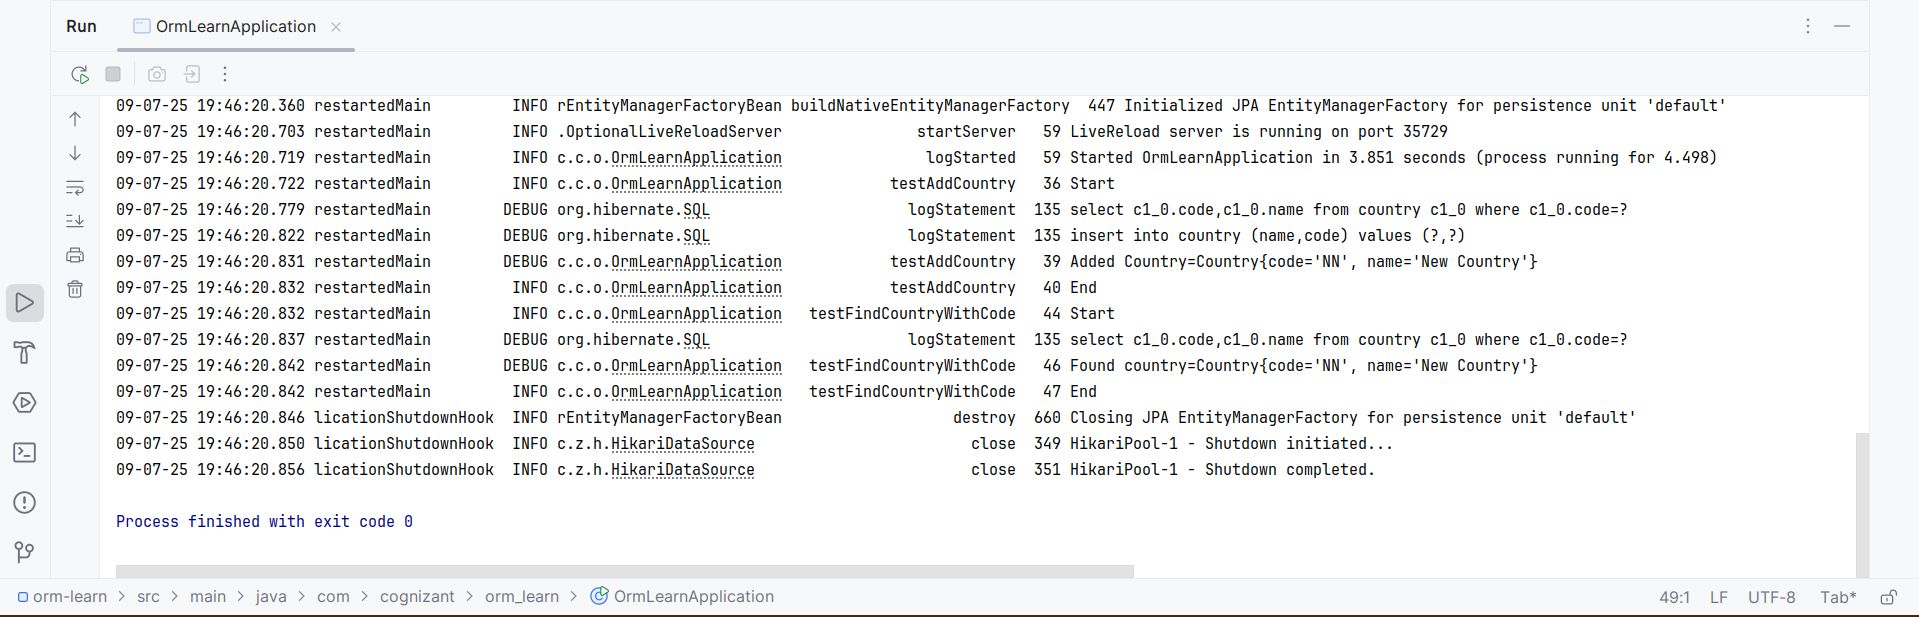 Run OrmLearnApplication
09-07-25 19:46:20.360 restartedMain INFO rEntityManagerFactoryBean buildNativeEntityManagerFactory 447 Initialized JPA EntityManagerFactory for persistence unit 'default'
09-07-25 19:46:20.703 restartedMain INFO .OptionalLiveReloadServer startServer 59 LiveReload server is running on port 35729
09-07-25 19:46:20.719 restartedMain INFO c.c.o.OrmLearnApplication logStarted 59 Started OrmLearnApplication in 3.851 seconds (process running for 4.498)
09-07-25 19:46:20.722 restartedMain INFO c.c.o.OrmLearnApplication testAddCountry 36 Start
09-07-25 19:46:20.779 restartedMain DEBUG org.hibernate.SQL logStatement 135 select c1_0.code,c1_0.name from country c1_0 where c1_0.code=?
09-07-25 19:46:20.822 restartedMain DEBUG org.hibernate.SQL logStatement 135 insert into country (name,code) values (?,?)
09-07-25 19:46:20.831 restartedMain DEBUG c.c.o.OrmLearnApplication testAddCountry 39 Added Country=Country{code='NN', name='New Country'}
09-07-25 19:46:20.832 restartedMain INFO c.c.o.OrmLearnApplication testAddCountry 40 End
09-07-25 19:46:20.832 restartedMain INFO c.c.o.OrmLearnApplication testFindCountryWithCode 44 Start
09-07-25 19:46:20.837 restartedMain DEBUG org.hibernate.SQL logStatement 135 select c1_0.code,c1_0.name from country c1_0 where c1_0.code=?
09-07-25 19:46:20.842 restartedMain DEBUG c.c.o.OrmLearnApplication testFindCountryWithCode 46 Found country=Country{code='NN', name='New Country'}
09-07-25 19:46:20.842 restartedMain INFO c.c.o.OrmLearnApplication testFindCountryWithCode 47 End
09-07-25 19:46:20.846 licationShutdownHook INFO rEntityManagerFactoryBean destroy 660 Closing JPA EntityManagerFactory for persistence unit 'default'
09-07-25 19:46:20.850 licationShutdownHook INFO c.z.h.HikariDataSource close 349 HikariPool-1 - Shutdown initiated...
09-07-25 19:46:20.856 licationShutdownHook INFO c.z.h.HikariDataSource close 351 HikariPool-1 - Shutdown completed.
Process finished with exit code 0
orm-learn > src > main > java > com > cognizant > orm_learn > OrmLearnApplication 49:1 LF UTF-8 Tab*